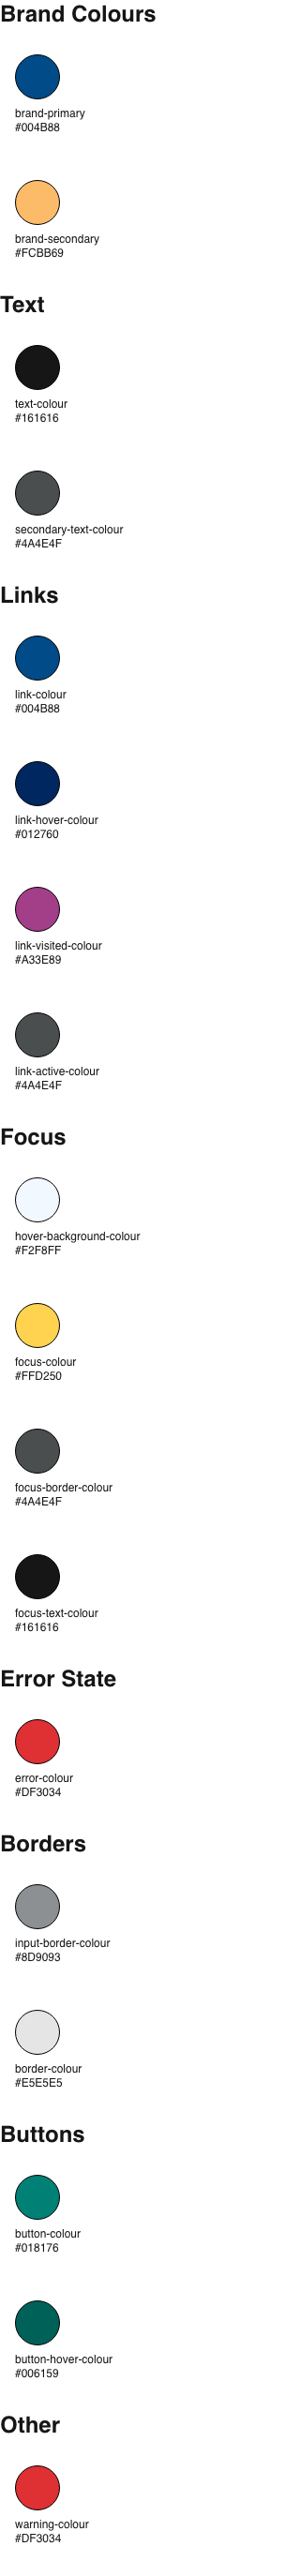 Brand Colours
brand-primary
#004B88
brand-secondary
#FCBB69
Text
text-colour
#161616
secondary-text-colour
#4A4E4F
Links
link-colour
#004B88
link-hover-colour
#012760
link-visited-colour
#A33E89
link-active-colour
#4A4E4F
Focus
hover-background-colour
#F2F8FF
focus-colour
#FFD250
focus-border-colour
#4A4E4F
focus-text-colour
#161616
Error State
error-colour
#DF3034
Borders
input-border-colour
#8D9093
border-colour
#E5E5E5
Buttons
button-colour
#018176
button-hover-colour
#006159
Other
warning-colour
#DF3034